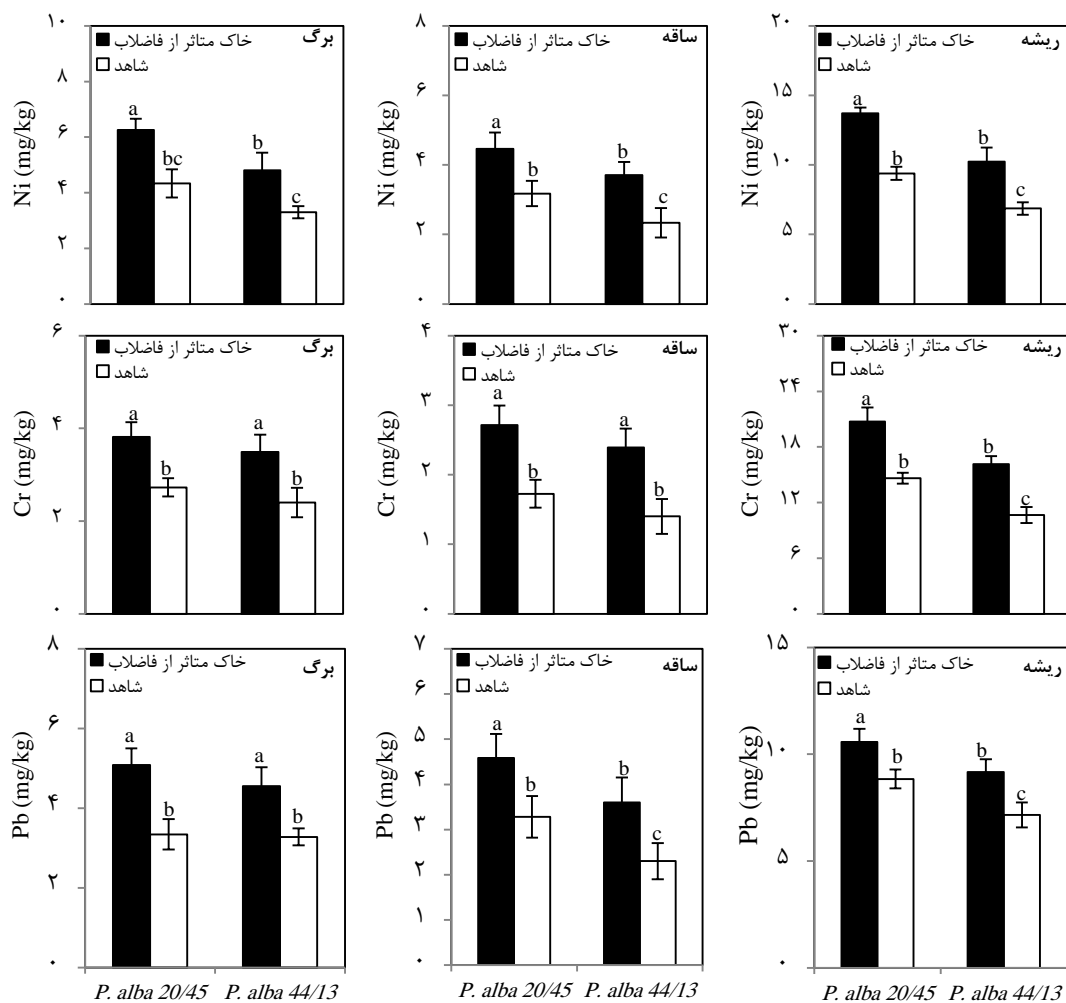 برگ
خاک متاثر از فاضلاب
شاهد
Ni (mg/kg)
۱۰
۸
۶
۴
۲
۰
a
bc
b
c
ساقه
خاک متاثر از فاضلاب
شاهد
Ni (mg/kg)
۸
۶
۴
۲
۰
a
b
b
c
ریشه
خاک متاثر از فاضلاب
شاهد
Ni (mg/kg)
۲۰
۱۵
۱۰
۵
۰
a
b
b
c
برگ
خاک متاثر از فاضلاب
شاهد
Cr (mg/kg)
۶
۴
۲
۰
a
b
a
b
ساقه
خاک متاثر از فاضلاب
شاهد
Cr (mg/kg)
۴
۳
۲
۱
۰
a
b
a
b
ریشه
خاک متاثر از فاضلاب
شاهد
Cr (mg/kg)
۳۰
۲۴
۱۸
۱۲
۶
۰
a
b
b
c
برگ
خاک متاثر از فاضلاب
شاهد
Pb (mg/kg)
۸
۶
۴
۲
۰
a
b
a
b
P. alba 20/45 P. alba 44/13
ساقه
خاک متاثر از فاضلاب
شاهد
Pb (mg/kg)
۷
۶
۵
۴
۳
۲
۱
۰
a
b
b
c
P. alba 20/45 P. alba 44/13
ریشه
خاک متاثر از فاضلاب
شاهد
Pb (mg/kg)
۱۵
۱۰
۵
۰
a
b
b
c
P. alba 20/45 P. alba 44/13